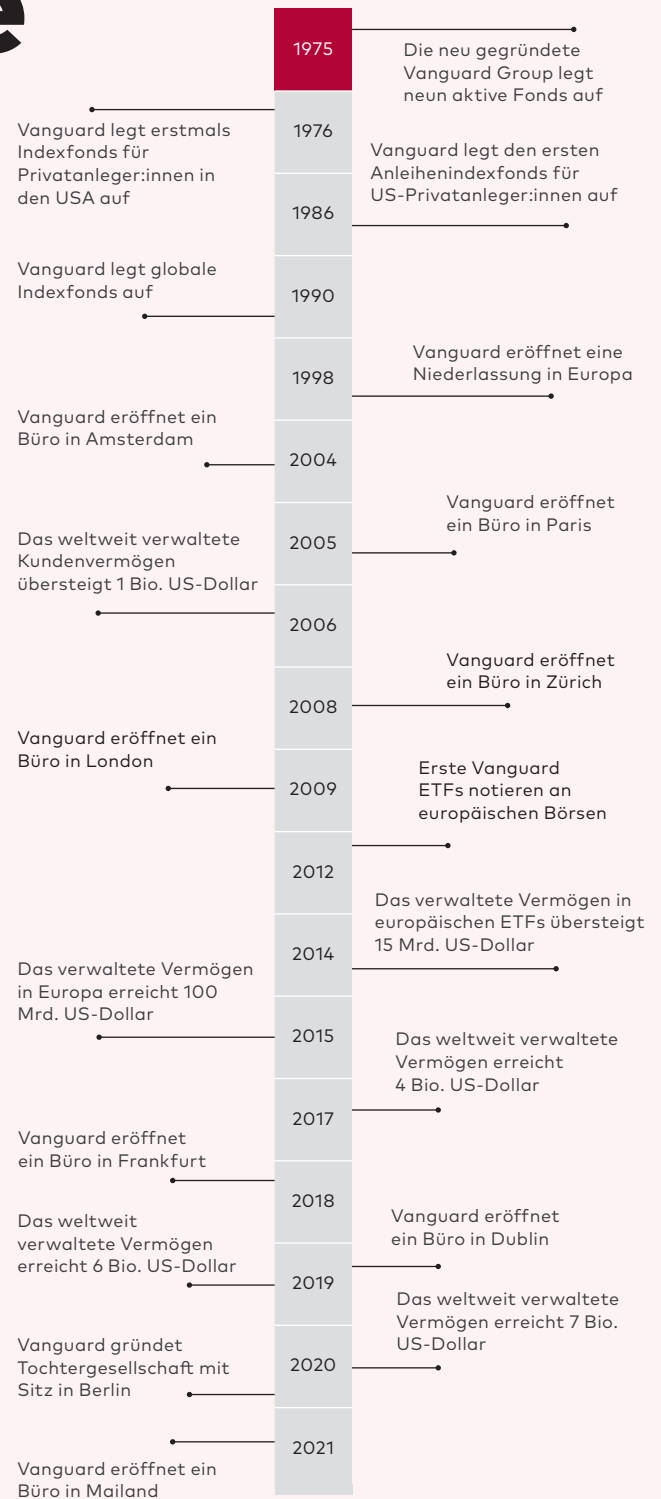 e
1975
Die neu gegründete
Vanguard Group legt
neun aktive Fonds auf
Vanguard legt erstmals
Indexfonds für
Privatanleger:innen in
den USA auf
1976
Vanguard legt den ersten
Anleihenindexfonds für
US-Privatanleger:innen auf
1986
Vanguard legt globale
Indexfonds auf
1990
1998
Vanguard eröffnet eine
Niederlassung in Europa
Vanguard eröffnet ein
Büro in Amsterdam
2004
Vanguard eröffnet
ein Büro in Paris
2005
Das weltweit verwaltete
Kundenvermögen
übersteigt 1 Bio. US-Dollar
2006
Vanguard eröffnet
ein Büro in Zürich
2008
Vanguard eröffnet ein
Büro in London
2009
Erste Vanguard
ETFs notieren an
europäischen Börsen
2012
Das verwaltete Vermögen in
europäischen ETFs übersteigt
15 Mrd. US-Dollar
2014
Das verwaltete Vermögen
in Europa erreicht 100
Mrd. US-Dollar
2015
Das weltweit verwaltete
Vermögen erreicht
4 Bio. US-Dollar
2017
Vanguard eröffnet
ein Büro in Frankfurt
2018
Vanguard eröffnet
ein Büro in Dublin
Das weltweit
verwaltete Vermögen
erreicht 6 Bio. US-Dollar
2019
Das weltweit verwaltete
Vermögen erreicht 7 Bio.
US-Dollar
2020
Vanguard gründet
Tochtergesellschaft mit
Sitz in Berlin
2021
Vanguard eröffnet ein
Büro in Mailand